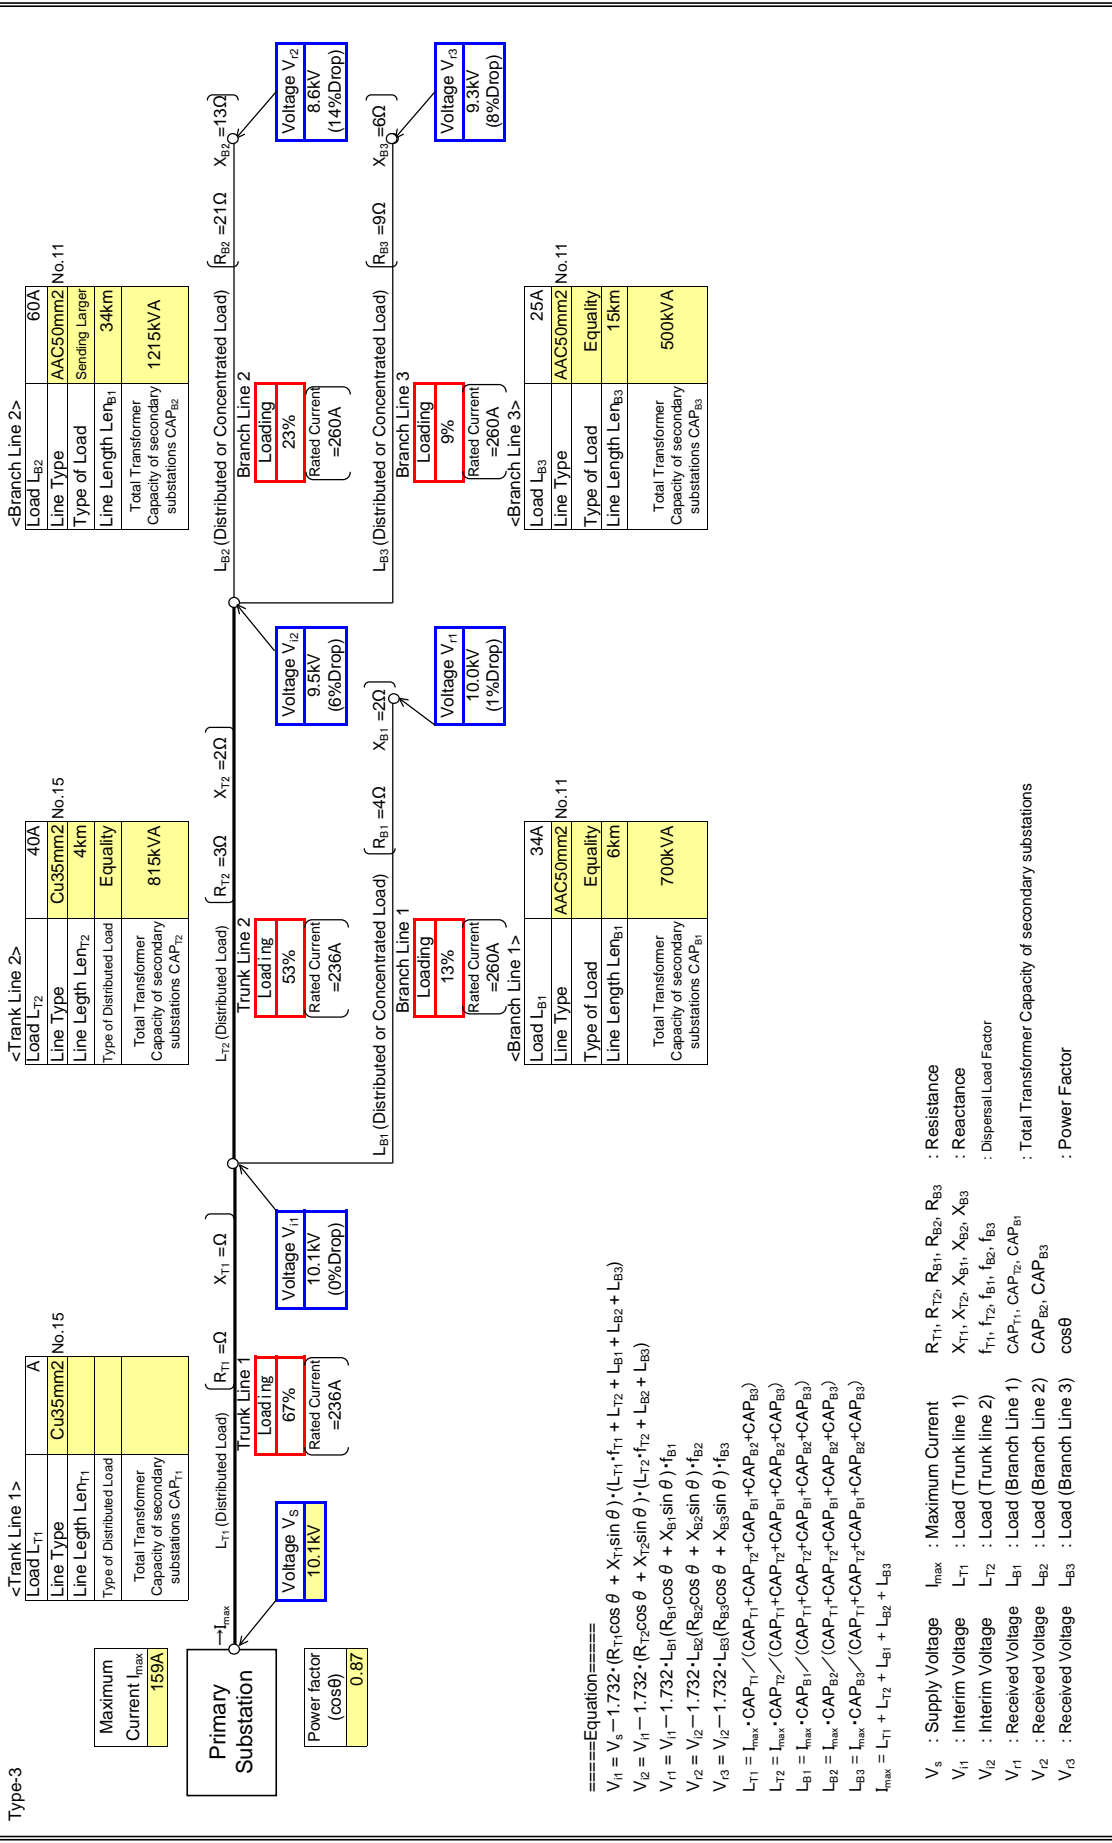 Type-3
Maximum
Current Imax
159A
Primary
Substation
Power factor
(cosθ)
0.87
→Imax
Voltage Vs
10.1kV
<Trank Line 1>
Load LT1 A
Line Type Cu35mm2 No.15
Line Legth LenT1
Type of Distributed Load
Total Transformer
Capacity of secondary
substations CAPT1
LT1 (Distributed Load) RT1 =Ω XT1 =Ω
Trunk Line 1
Loading
67%
Rated Current
=236A
Voltage Vi1
10.1kV
(0%Drop)
<Trank Line 2>
Load LT2 40A
Line Type Cu35mm2 No.15
Line Legth LenT2 4km
Type of Distributed Load Equality
Total Transformer
Capacity of secondary
substations CAPT2
815kVA
LT2 (Distributed Load) RT2 =3Ω XT2 =2Ω
Trunk Line 2
Loading
53%
Rated Current
=236A
Voltage Vi2
9.5kV
(6%Drop)
LB1 (Distributed or Concentrated Load) RB1 =4Ω XB1 =2Ω
Branch Line 1
Loading
13%
Rated Current
=260A
Voltage Vr1
10.0kV
(1%Drop)
<Branch Line 1>
Load LB1 34A
Line Type AAC50mm2 No.11
Type of Load Equality
Line Length LenB1 6km
Total Transformer
Capacity of secondary
substations CAPB1
700kVA
<Branch Line 2>
Load LB2 60A
Line Type AAC50mm2 No.11
Type of Load Sending Larger
Line Length LenB1 34km
Total Transformer
Capacity of secondary
substations CAPB2
1215kVA
LB2 (Distributed or Concentrated Load) RB2 =21Ω XB2 =13Ω
Branch Line 2
Loading
23%
Rated Current
=260A
Voltage Vr2
8.6kV
(14%Drop)
LB3 (Distributed or Concentrated Load) RB3 =9Ω XB3 =6Ω
Branch Line 3
Loading
9%
Rated Current
=260A
Voltage Vr3
9.3kV
(8%Drop)
<Branch Line 3>
Load LB3 25A
Line Type AAC50mm2 No.11
Type of Load Equality
Line Length LenB3 15km
Total Transformer
Capacity of secondary
substations CAPB3
500kVA
=====Equation=====
Vi1 = Vs－1.732・(RT1cos θ + XT1sin θ)・(LT1・fT1 + LT2 + LB1 + LB2 + LB3)
Vi2 = Vi1－1.732・(RT2cos θ + XT2sin θ)・(LT2・fT2 + LB2 + LB3)
Vr1 = Vi1－1.732・LB1(RB1cos θ + XB1sin θ)・fB1
Vr2 = Vi2－1.732・LB2(RB2cos θ + XB2sin θ)・fB2
Vr3 = Vi2－1.732・LB3(RB3cos θ + XB3sin θ)・fB3
LT1 = Imax・CAPT1／(CAPT1+CAPT2+CAPB1+CAPB2+CAPB3)
LT2 = Imax・CAPT2／(CAPT1+CAPT2+CAPB1+CAPB2+CAPB3)
LB1 = Imax・CAPB1／(CAPT1+CAPT2+CAPB1+CAPB2+CAPB3)
LB2 = Imax・CAPB2／(CAPT1+CAPT2+CAPB1+CAPB2+CAPB3)
LB3 = Imax・CAPB3／(CAPT1+CAPT2+CAPB1+CAPB2+CAPB3)
Imax = LT1 + LT2 + LB1 + LB2 + LB3
Vs : Supply Voltage Imax : Maximum Current RT1, RT2, RB1, RB2, RB3 : Resistance
Vi1 : Interim Voltage LT1 : Load (Trunk line 1) XT1, XT2, XB1, XB2, XB3 : Reactance
Vi2 : Interim Voltage LT2 : Load (Trunk line 2) fT1, fT2, fB1, fB2, fB3 : Dispersal Load Factor
Vr1 : Received Voltage LB1 : Load (Branch Line 1) CAPT1, CAPT2, CAPB1 : Total Transformer Capacity of secondary substations
Vr2 : Received Voltage LB2 : Load (Branch Line 2) CAPB2, CAPB3
Vr3 : Received Voltage LB3 : Load (Branch Line 3) cosθ : Power Factor